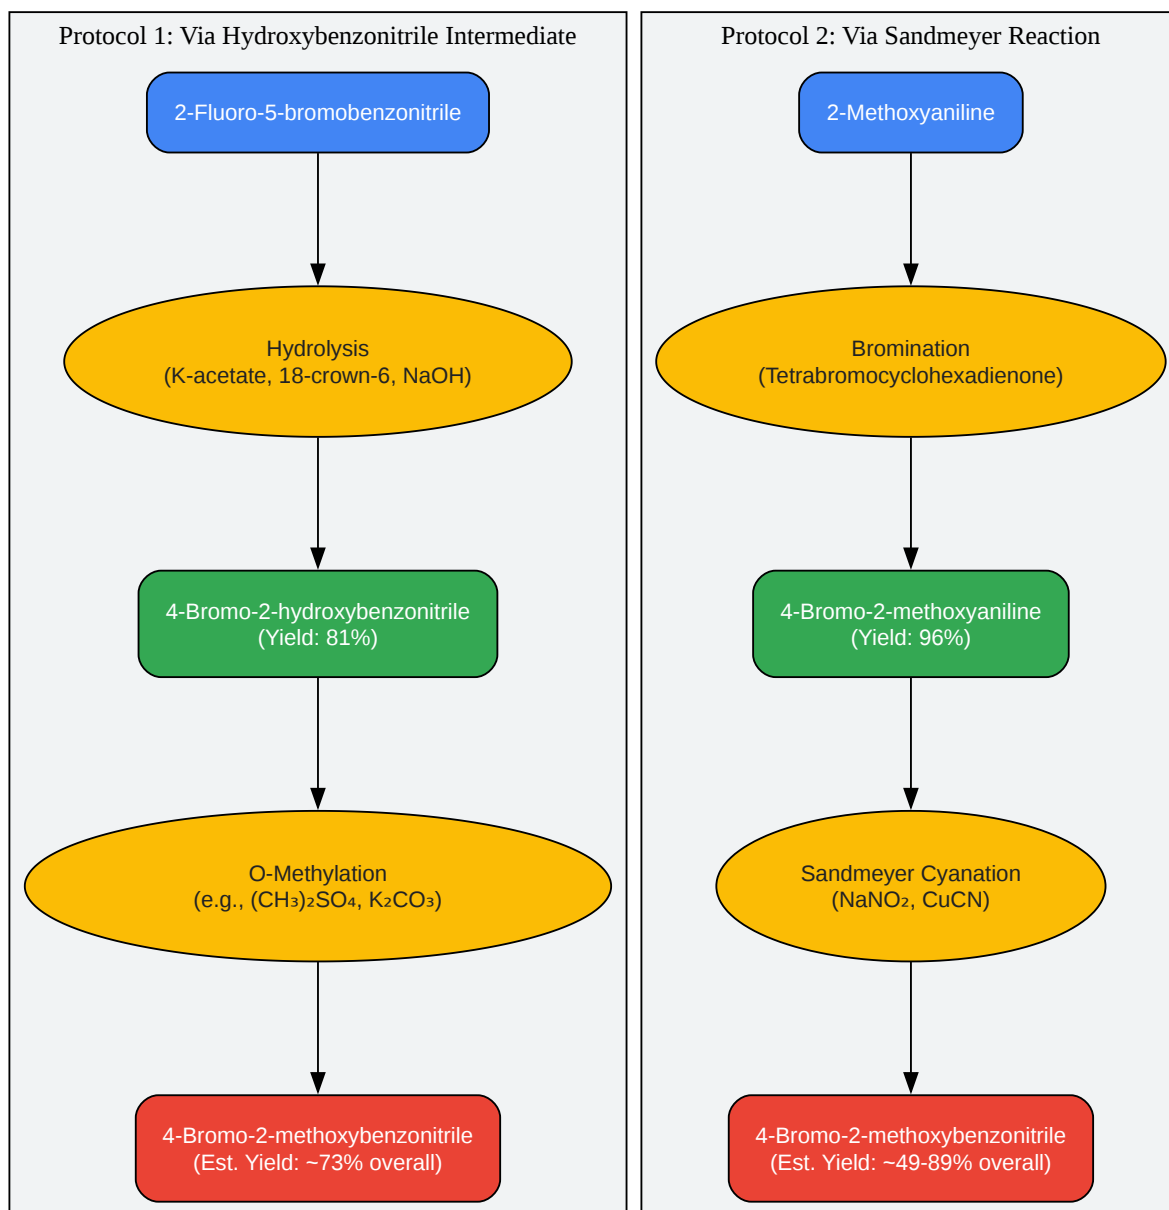 Protocol 1: Via Hydroxybenzonitrile Intermediate
2-Fluoro-5-bromobenzonitrile
Hydrolysis
(K-acetate, 18-crown-6, NaOH)
4-Bromo-2-hydroxybenzonitrile
(Yield: 81%)
O-Methylation
(e.g., (CH₃)₂SO₄, K₂CO₃)
4-Bromo-2-methoxybenzonitrile
(Est. Yield: ~73% overall)
Protocol 2: Via Sandmeyer Reaction
2-Methoxyaniline
Bromination
(Tetrabromocyclohexadienone)
4-Bromo-2-methoxyaniline
(Yield: 96%)
Sandmeyer Cyanation
(NaNO₂, CuCN)
4-Bromo-2-methoxybenzonitrile
(Est. Yield: ~49-89% overall)